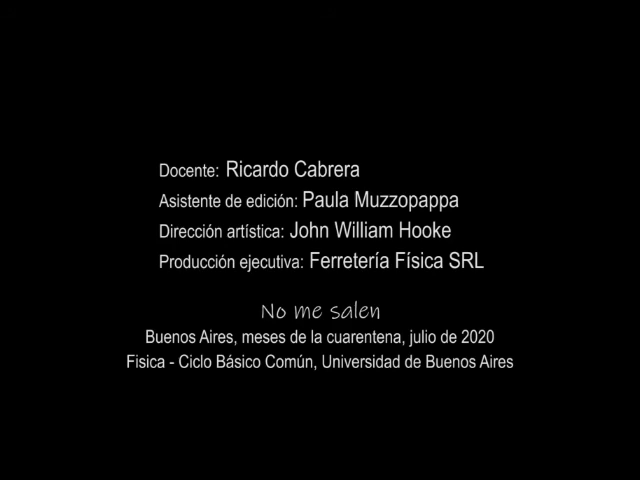 Docente: Ricardo Cabrera
Asistente de edición: Paula Muzzopappa
Dirección artística: John William Hooke
Producción ejecutiva: Ferretería Física SRL
No me salen
Buenos Aires, meses de la cuarentena, julio de 2020
Fisica - Ciclo Básico Común, Universidad de Buenos Aires